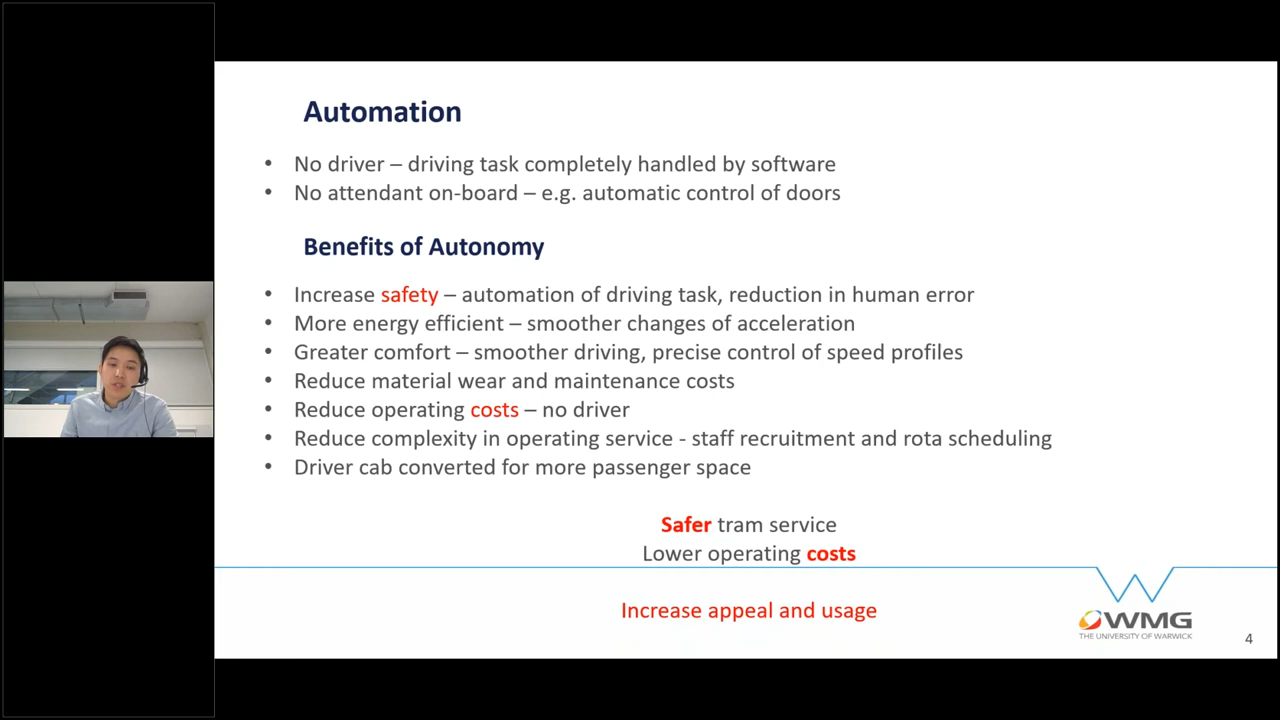 Automation
• No driver – driving task completely handled by software
• No attendant on-board – e.g. automatic control of doors
Benefits of Autonomy
• Increase safety – automation of driving task, reduction in human error
• More energy efficient – smoother changes of acceleration
• Greater comfort – smoother driving, precise control of speed profiles
• Reduce material wear and maintenance costs
• Reduce operating costs – no driver
• Reduce complexity in operating service - staff recruitment and rota scheduling
• Driver cab converted for more passenger space
Safer tram service
Lower operating costs
Increase appeal and usage
WMG
THE UNIVERSITY OF WARWICK
4